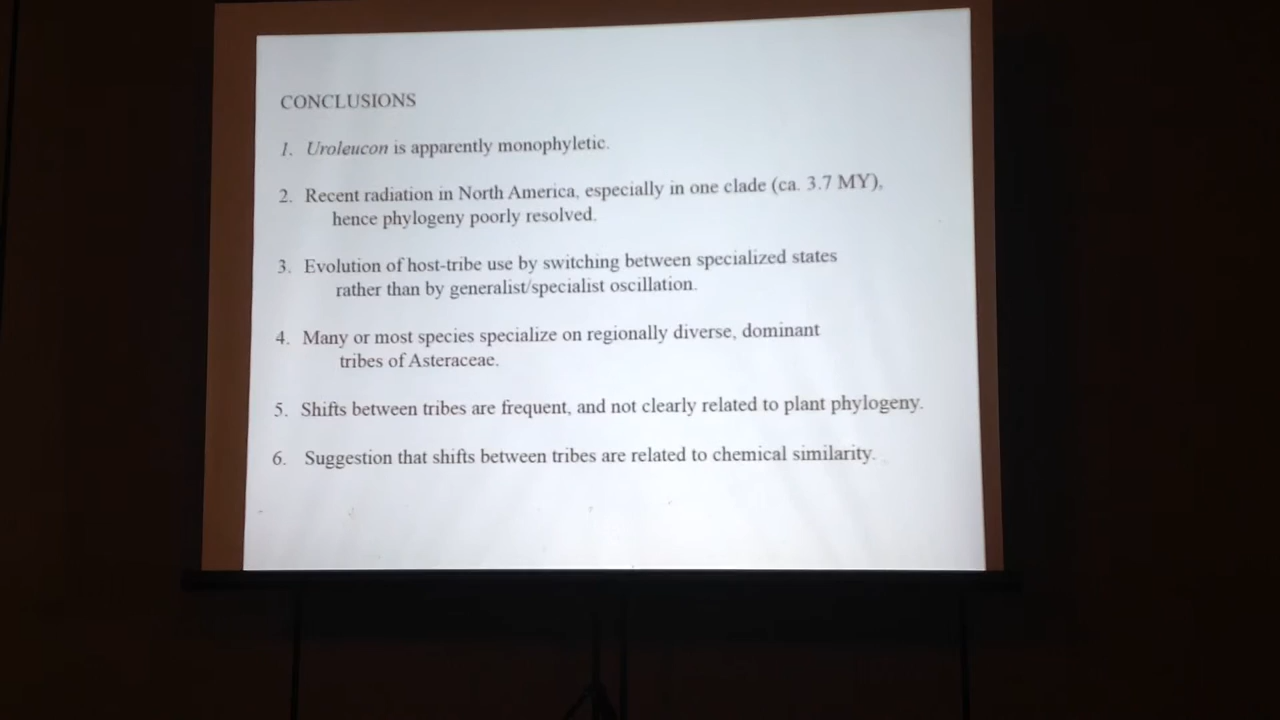 CONCLUSIONS
1. Uroleucon is apparently monophyletic.
2. Recent radiation in North America, especially in one clade (ca. 3.7 MY),
hence phylogeny poorly resolved.
3. Evolution of host-tribe use by switching between specialized states
rather than by generalist/specialist oscillation.
4. Many or most species specialize on regionally diverse, dominant
tribes of Asteraceae.
5. Shifts between tribes are frequent, and not clearly related to plant phylogeny.
6. Suggestion that shifts between tribes are related to chemical similarity.